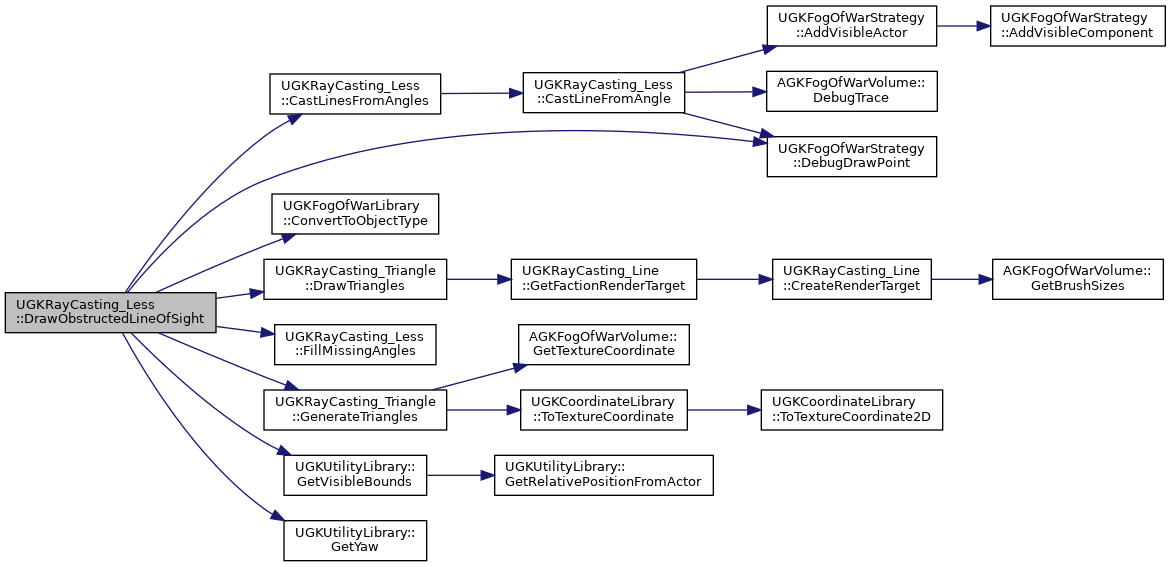 UGKRayCasting_Less
::DrawObstructedLineOfSight
UGKRayCasting_Less
::CastLinesFromAngles
UGKRayCasting_Less
::CastLineFromAngle
UGKFogOfWarStrategy
::AddVisibleActor
UGKFogOfWarStrategy
::AddVisibleComponent
AGKFogOfWarVolume::
DebugTrace
UGKFogOfWarStrategy
::DebugDrawPoint
UGKFogOfWarLibrary
::ConvertToObjectType
UGKRayCasting_Triangle
::DrawTriangles
UGKRayCasting_Line
::GetFactionRenderTarget
UGKRayCasting_Line
::CreateRenderTarget
AGKFogOfWarVolume::
GetBrushSizes
UGKRayCasting_Less
::FillMissingAngles
UGKRayCasting_Triangle
::GenerateTriangles
AGKFogOfWarVolume::
GetTextureCoordinate
UGKCoordinateLibrary
::ToTextureCoordinate
UGKCoordinateLibrary
::ToTextureCoordinate2D
UGKUtilityLibrary::
GetVisibleBounds
UGKUtilityLibrary::
GetRelativePositionFromActor
UGKUtilityLibrary::
GetYaw